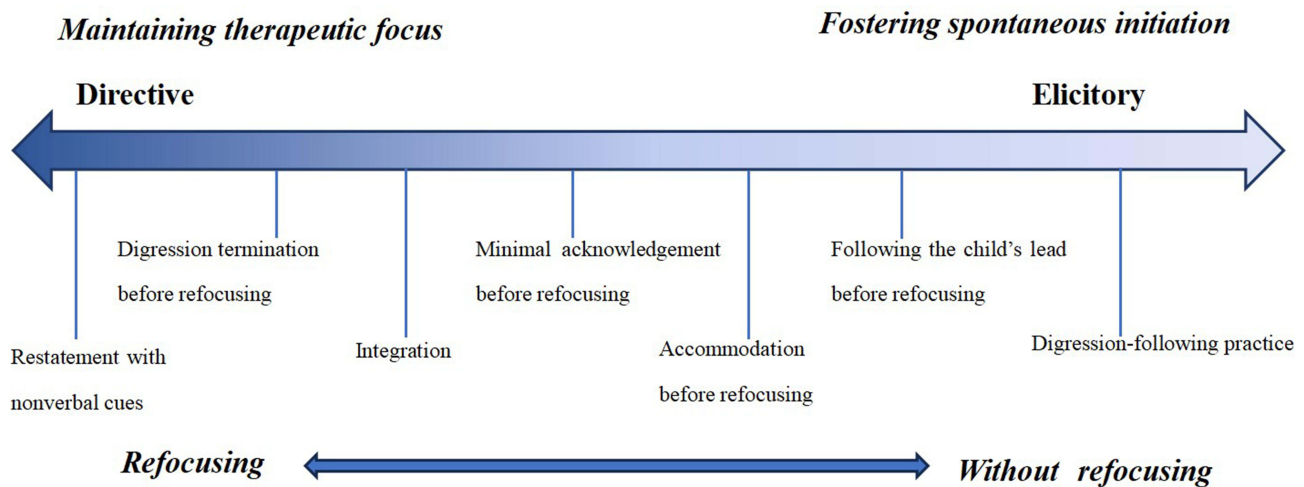 Maintaining therapeutic focus
Fostering spontaneous initiation
Directive
Elicitory
Digression termination
before refocusing
Minimal acknowledgement
before refocusing
Following the child's lead
before refocusing
Restatement with
nonverbal cues
Integration
Accommodation
before refocusing
Digression-following practice
Refocusing
Without refocusing